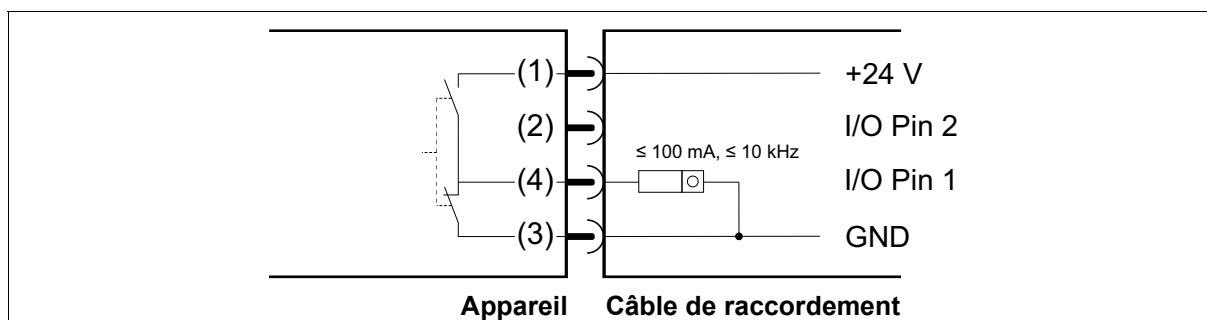 (1) +24 V
(2) I/O Pin 2
≤ 100 mA, ≤ 10 kHz
(4) I/O Pin 1
(3) GND
Appareil Câble de raccordement